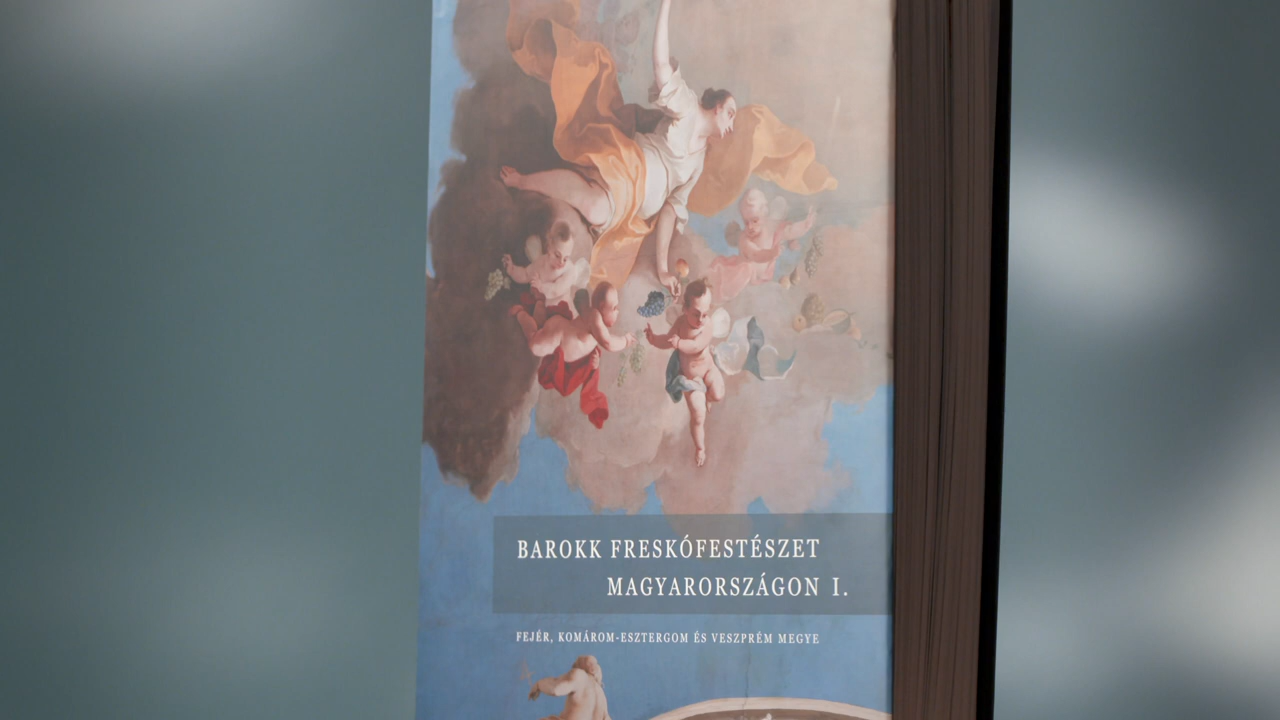 BAROKK FRESKÓFESTÉSZET
MAGYARORSZÁGON I.
FEJÉR, KOMÁROM-ESZTERGOM ÉS VESZPRÉM MEGYE